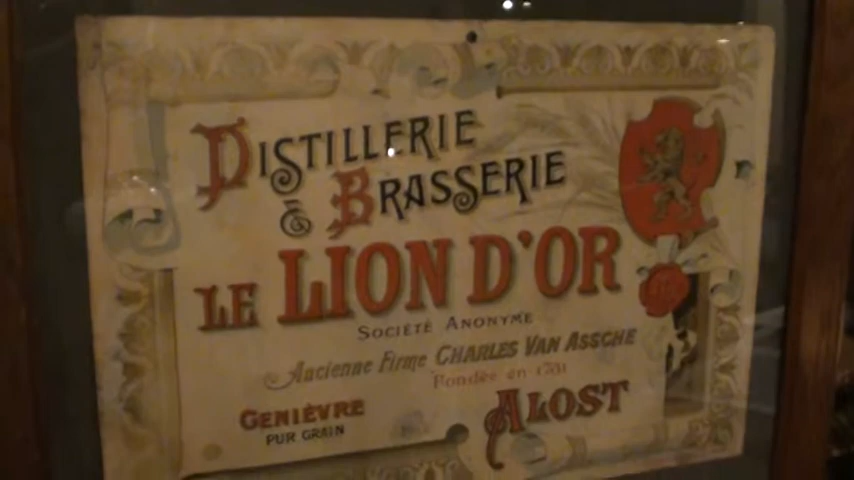 DISTILLERIE
& BRASSERIE
LE LION D'OR
SOCIÉTÉ ANONYME
Ancienne Firme CHARLES VAN ASSCHE
Fondée en 1731
GENIÈVRE
PUR GRAIN
ALOST